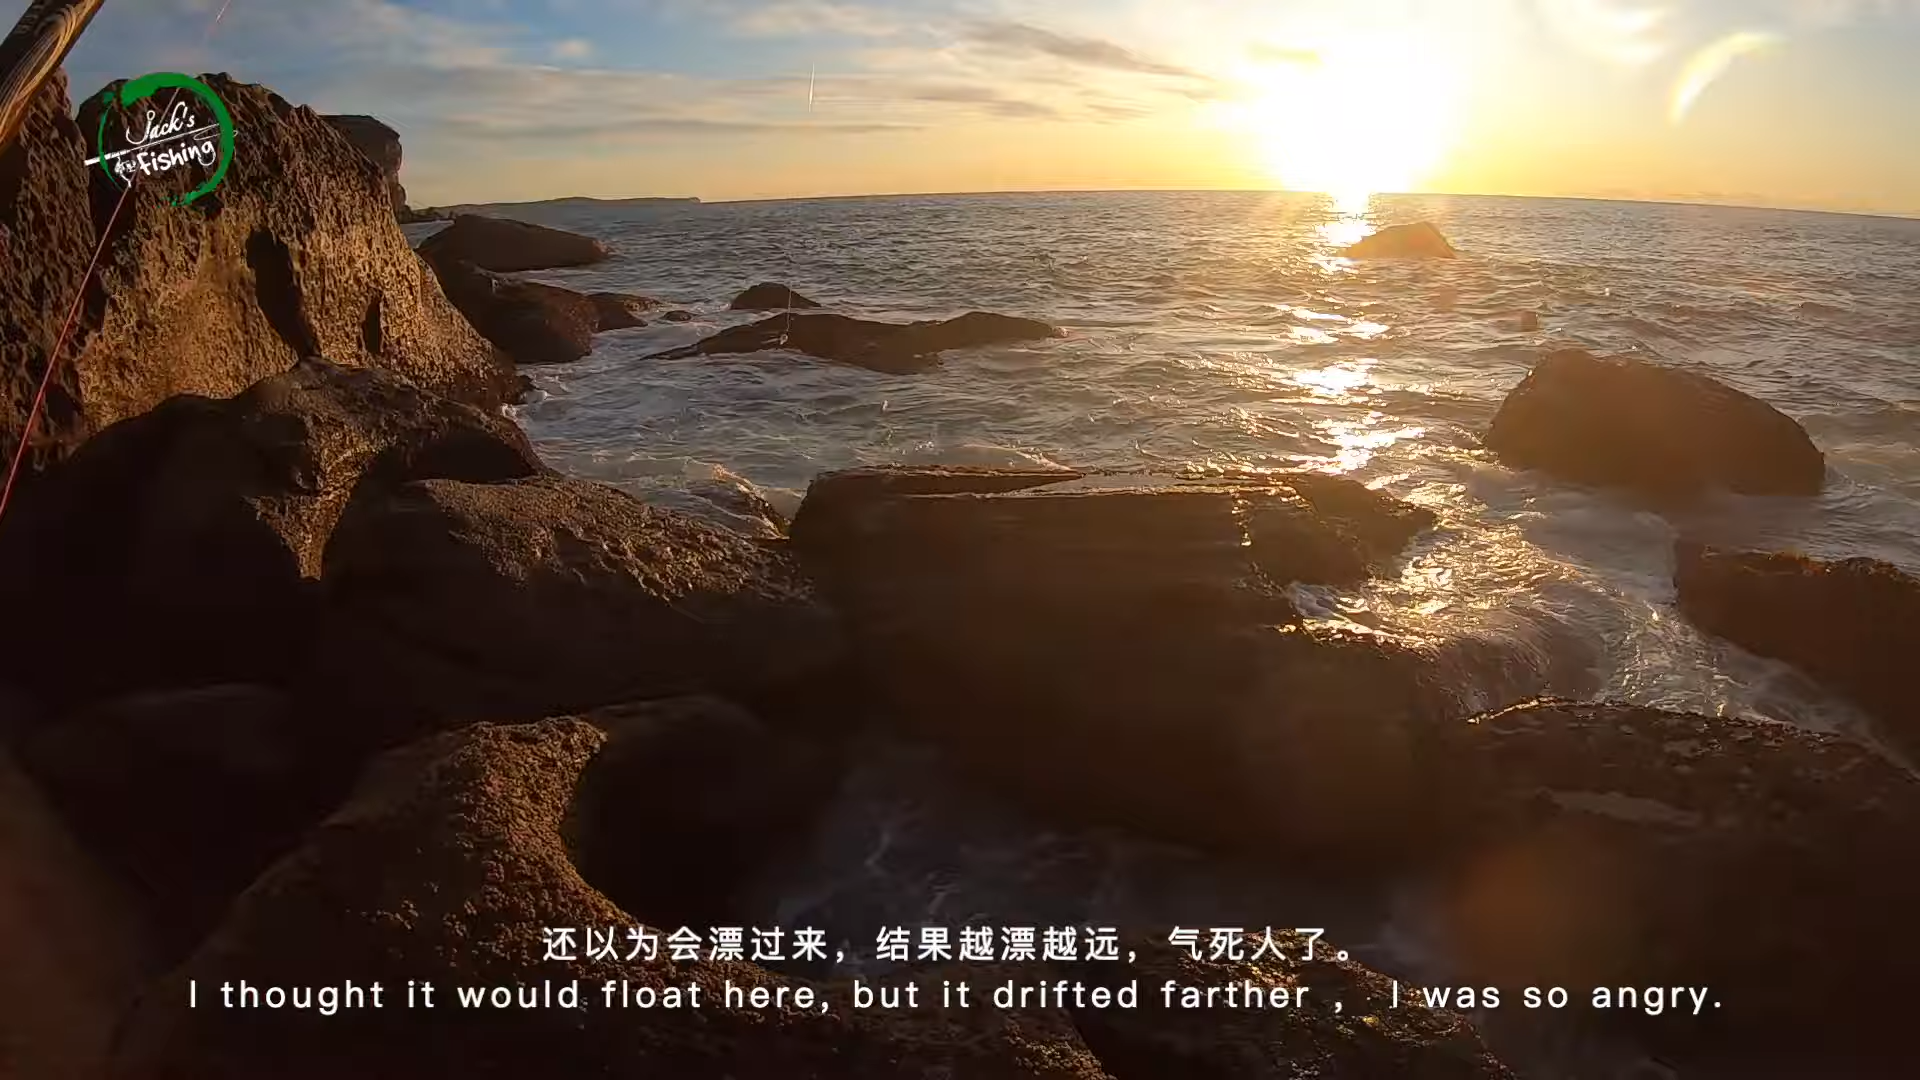 Jack's
Fishing
还以为会漂过来，结果越漂越远，气死人了。
I thought it would float here, but it drifted farther ,  I was so angry.